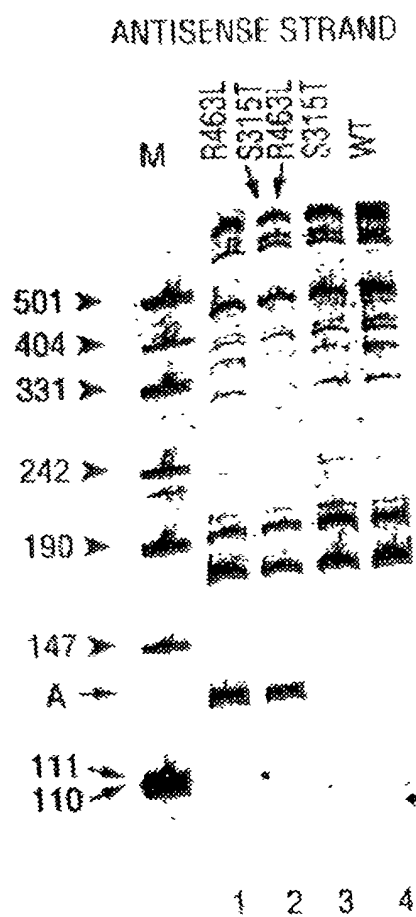 ANTISENSE STRAND
M
R463L
S315T
R463L
S315T
WT
501
404
331
242
190
147
A
111
110
1 2 3 4